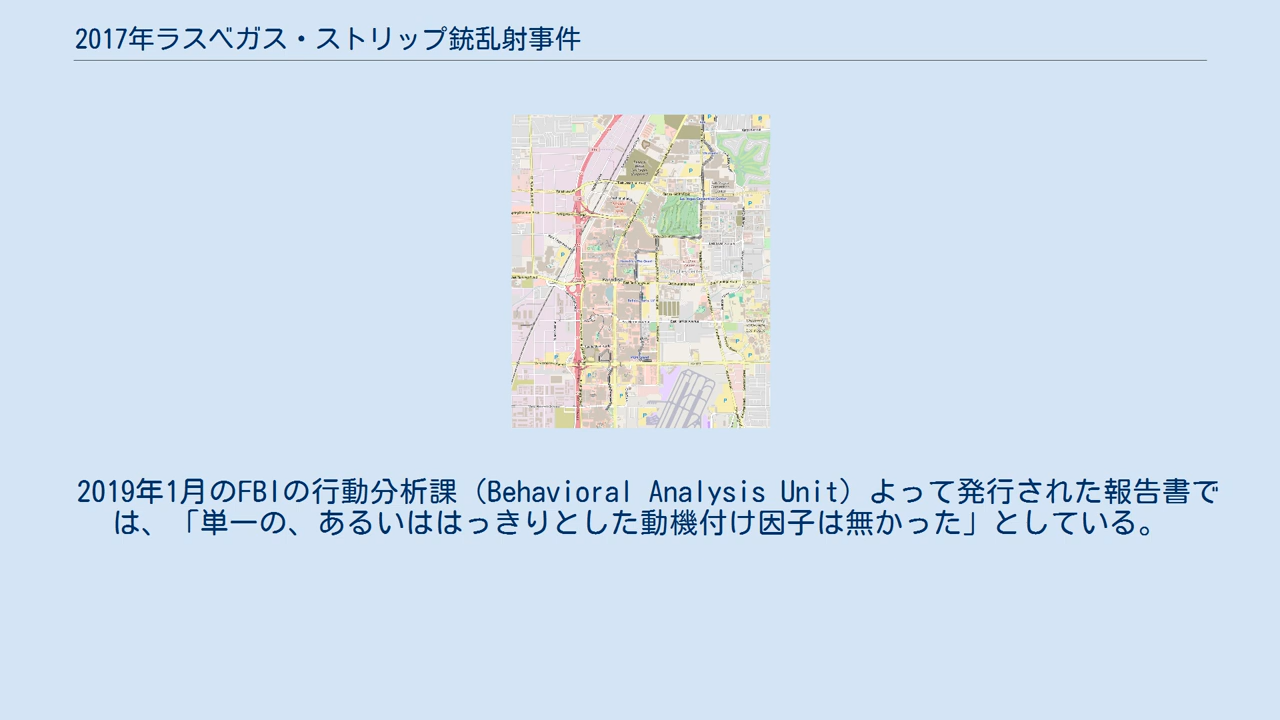 2017年ラスベガス・ストリップ銃乱射事件
2019年1月のFBIの行動分析課（Behavioral Analysis Unit）よって発行された報告書で
は、「単一の、あるいははっきりとした動機付け因子は無かった」としている。